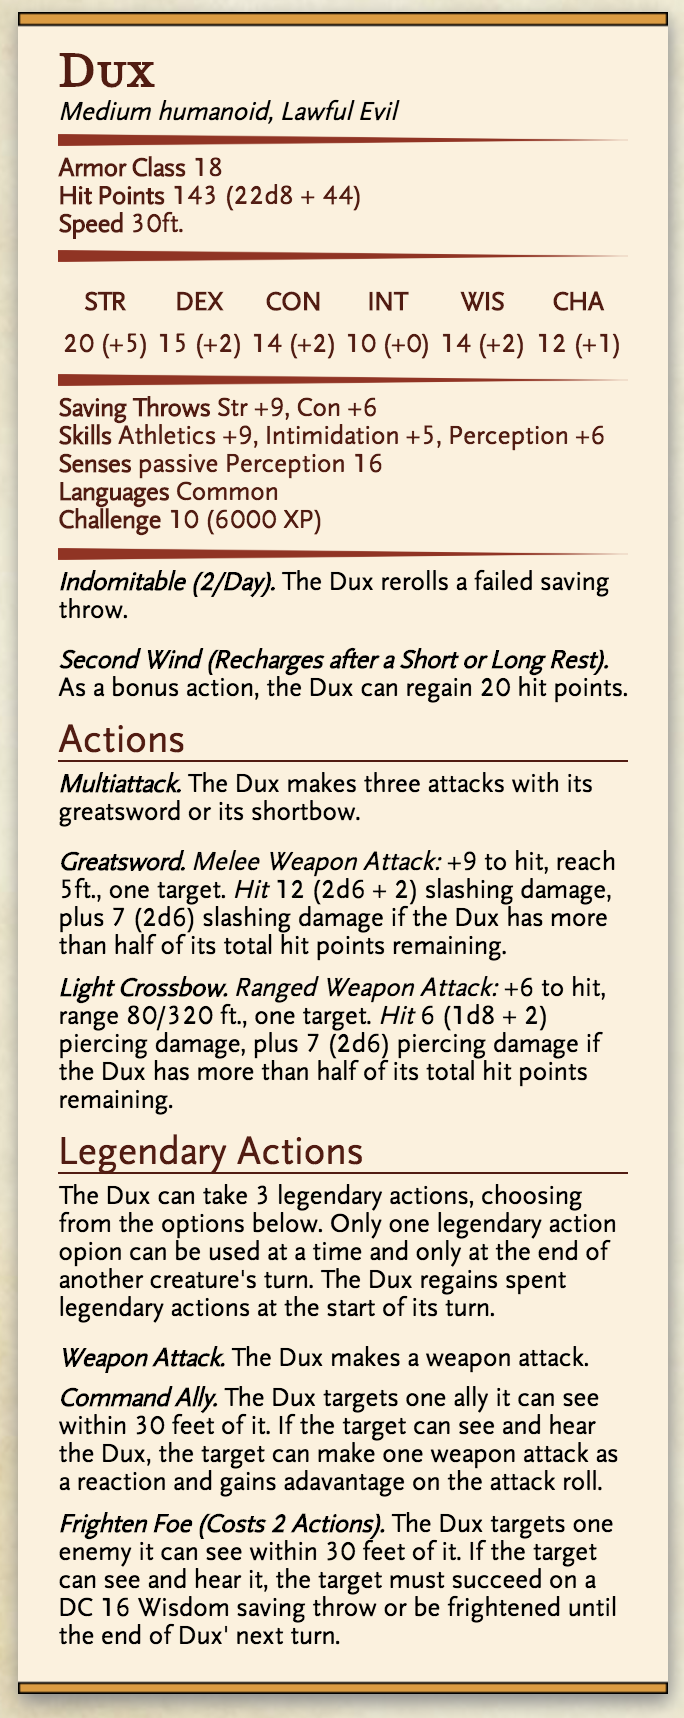 Dux
Medium humanoid, Lawful Evil
Armor Class 18
Hit Points 143 (22d8 + 44)
Speed 30ft.
STR DEX CON INT WIS CHA
20 (+5) 15 (+2) 14 (+2) 10 (+0) 14 (+2) 12 (+1)
Saving Throws Str +9, Con +6
Skills Athletics +9, Intimidation +5, Perception +6
Senses passive Perception 16
Languages Common
Challenge 10 (6000 XP)
Indomitable (2/Day). The Dux rerolls a failed saving
throw.
Second Wind (Recharges after a Short or Long Rest).
As a bonus action, the Dux can regain 20 hit points.
Actions
Multiattack. The Dux makes three attacks with its
greatsword or its shortbow.
Greatsword. Melee Weapon Attack: +9 to hit, reach
5ft., one target. Hit 12 (2d6 + 2) slashing damage,
plus 7 (2d6) slashing damage if the Dux has more
than half of its total hit points remaining.
Light Crossbow. Ranged Weapon Attack: +6 to hit,
range 80/320 ft., one target. Hit 6 (1d8 + 2)
piercing damage, plus 7 (2d6) piercing damage if
the Dux has more than half of its total hit points
remaining.
Legendary Actions
The Dux can take 3 legendary actions, choosing
from the options below. Only one legendary action
opion can be used at a time and only at the end of
another creature's turn. The Dux regains spent
legendary actions at the start of its turn.
Weapon Attack. The Dux makes a weapon attack.
Command Ally. The Dux targets one ally it can see
within 30 feet of it. If the target can see and hear
the Dux, the target can make one weapon attack as
a reaction and gains adavantage on the attack roll.
Frighten Foe (Costs 2 Actions). The Dux targets one
enemy it can see within 30 feet of it. If the target
can see and hear it, the target must succeed on a
DC 16 Wisdom saving throw or be frightened until
the end of Dux' next turn.